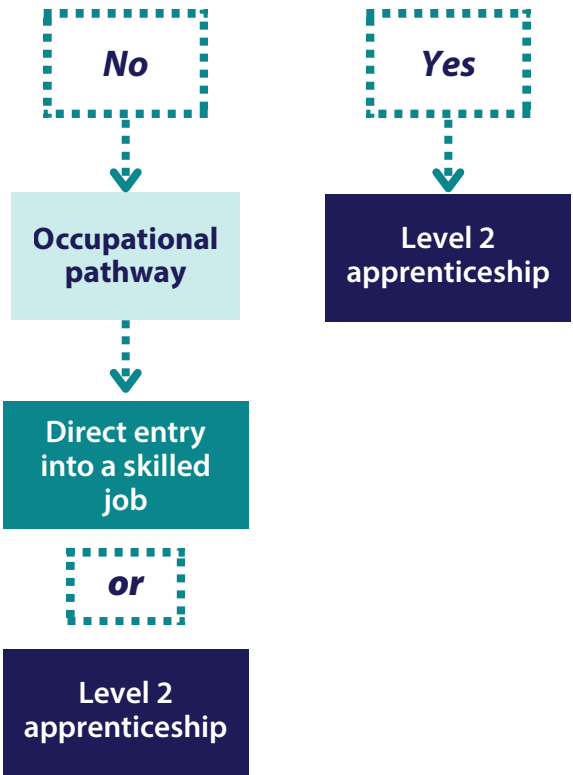 No
Occupational
pathway
Direct entry
into a skilled
job
or
Level 2
apprenticeship
Yes
Level 2
apprenticeship